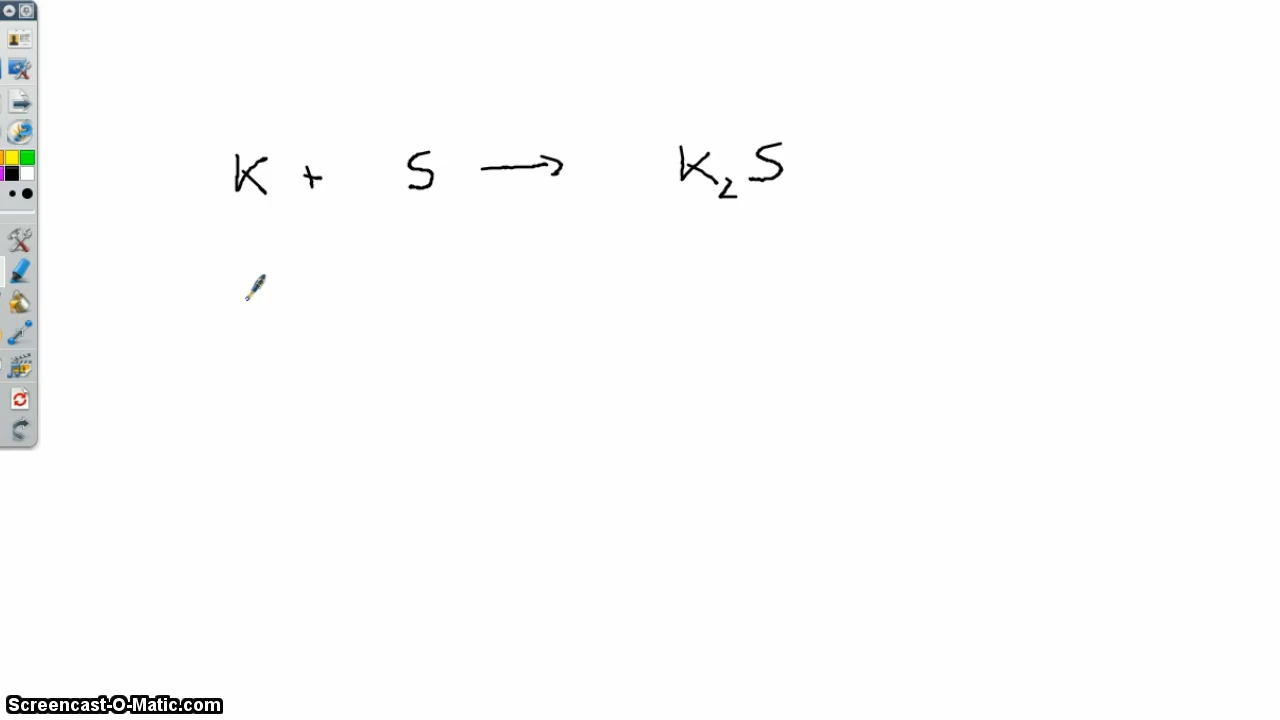 K + S → K₂S
Screencast-O-Matic.com